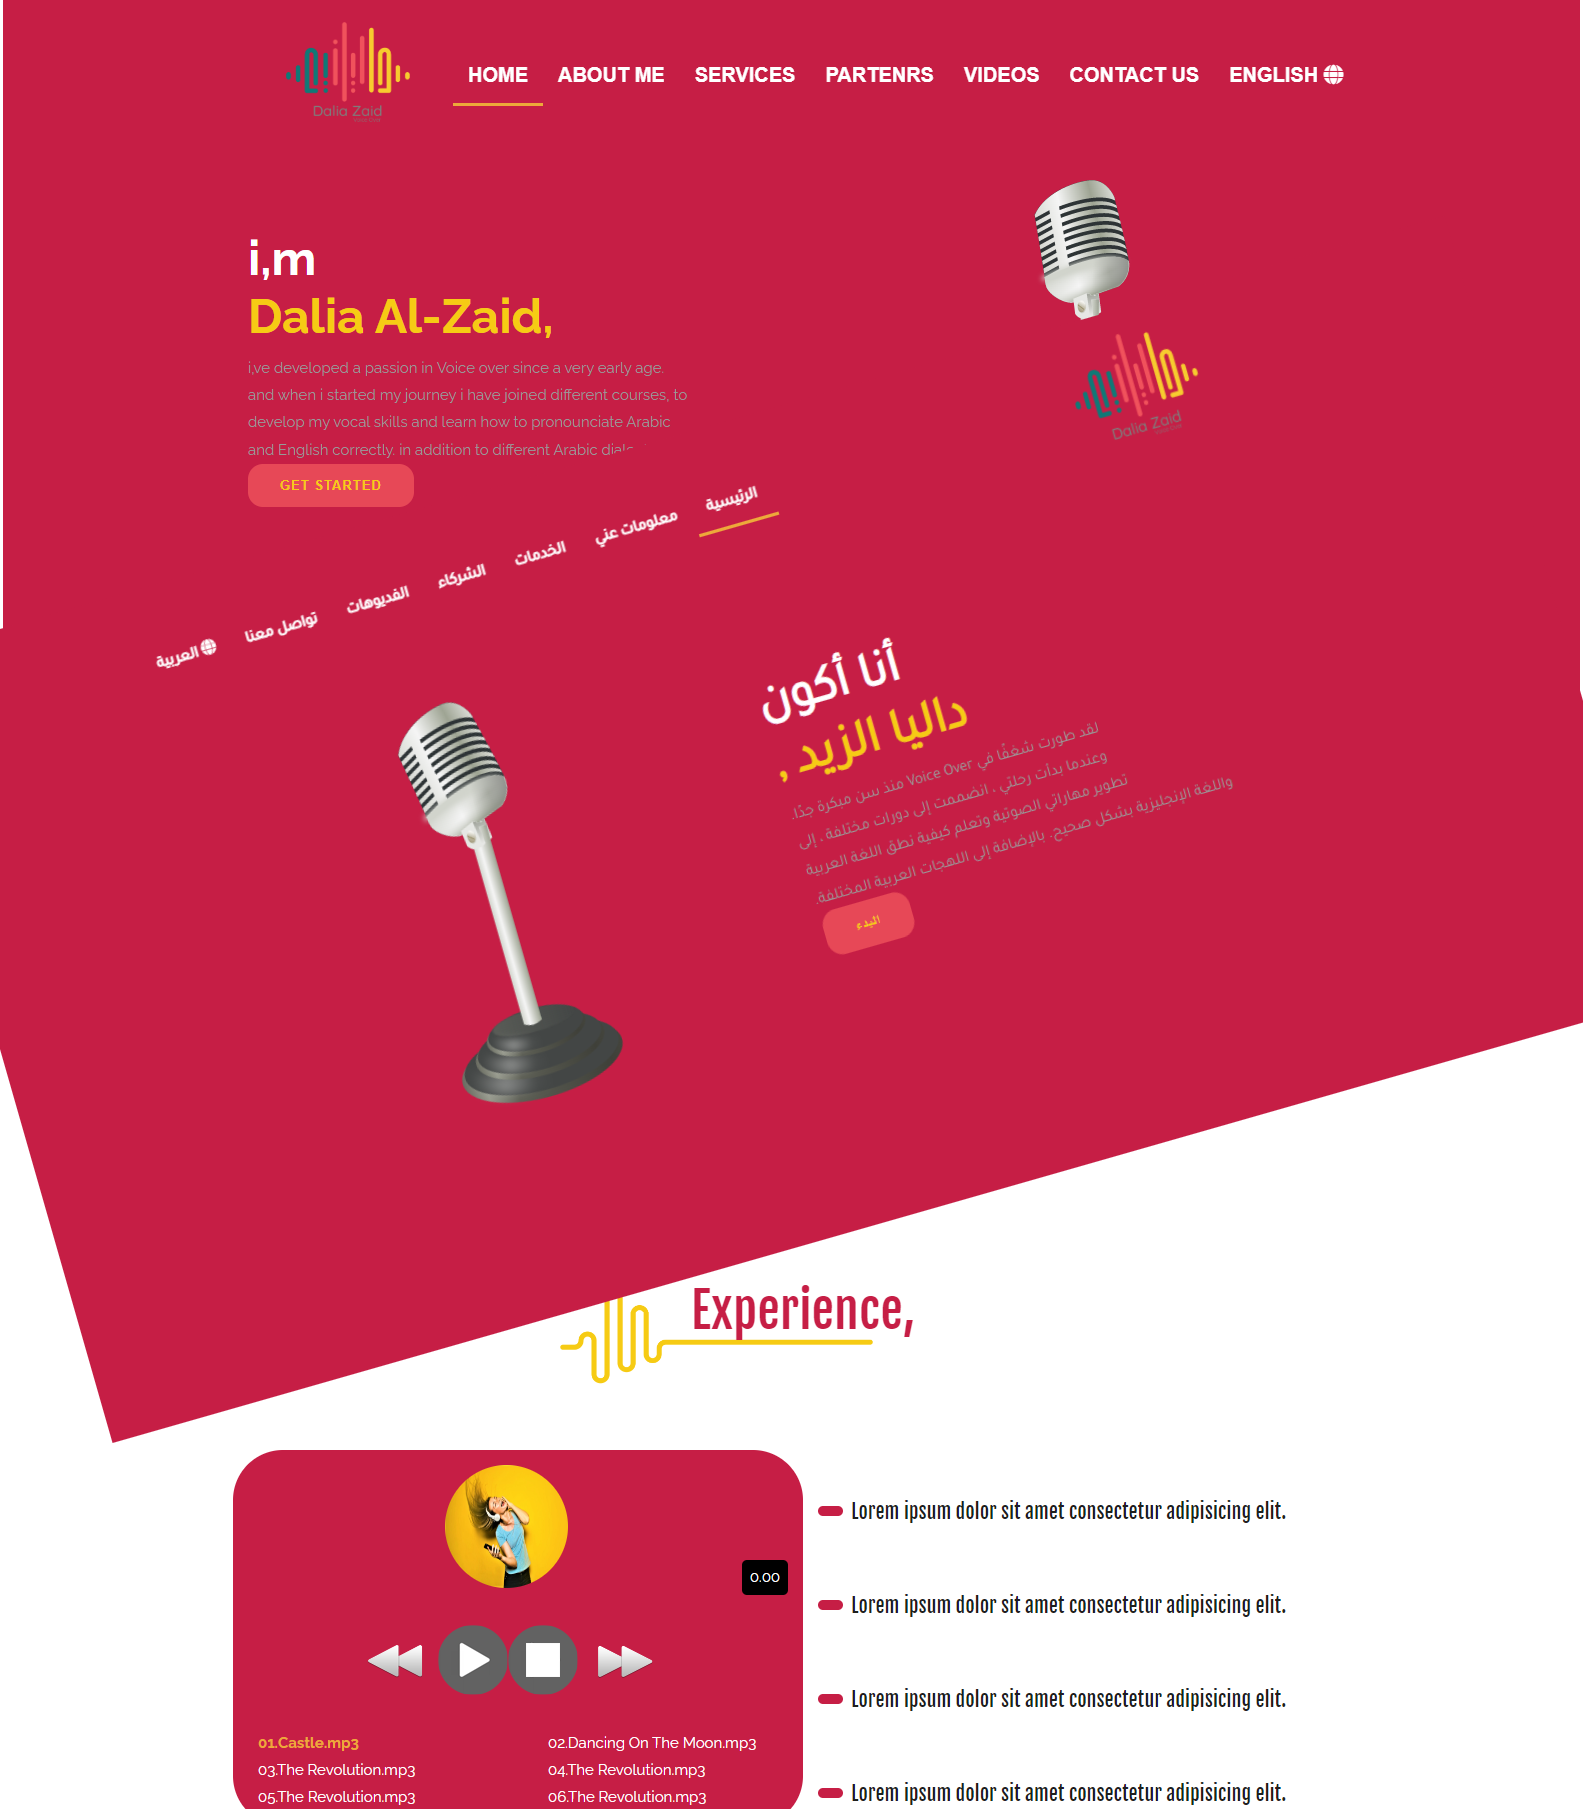 Dalia Zaid
HOME ABOUT ME SERVICES PARTENRS VIDEOS CONTACT US ENGLISH
i,m
Dalia Al-Zaid,
i,ve developed a passion in Voice over since a very early age.
and when i started my journey i have joined different courses, to
develop my vocal skills and learn how to pronounciate Arabic
and English correctly. in addition to different Arabic
GET STARTED
Dalia Zaid
الرئيسية معلومات عني الخدمات الشركاء الفديوهات تواصل معنا العربية
أنا أكون
داليا الزيد ,
لقد طورت شغفًا في Voice Over منذ سن مبكرة جدًا.
وعندما بدأت رحلتي ، انضممت إلى دورات مختلفة ، إلى
تطوير مهاراتي الصوتية وتعلم كيفية نطق اللغة العربية
واللغة الإنجليزية بشكل صحيح. بالإضافة إلى اللهجات العربية المختلفة.
البدء
Experience,
0.00
01.Castle.mp3 02.Dancing On The Moon.mp3
03.The Revolution.mp3 04.The Revolution.mp3
05.The Revolution.mp3 06.The Revolution.mp3
Lorem ipsum dolor sit amet consectetur adipisicing elit.
Lorem ipsum dolor sit amet consectetur adipisicing elit.
Lorem ipsum dolor sit amet consectetur adipisicing elit.
Lorem ipsum dolor sit amet consectetur adipisicing elit.